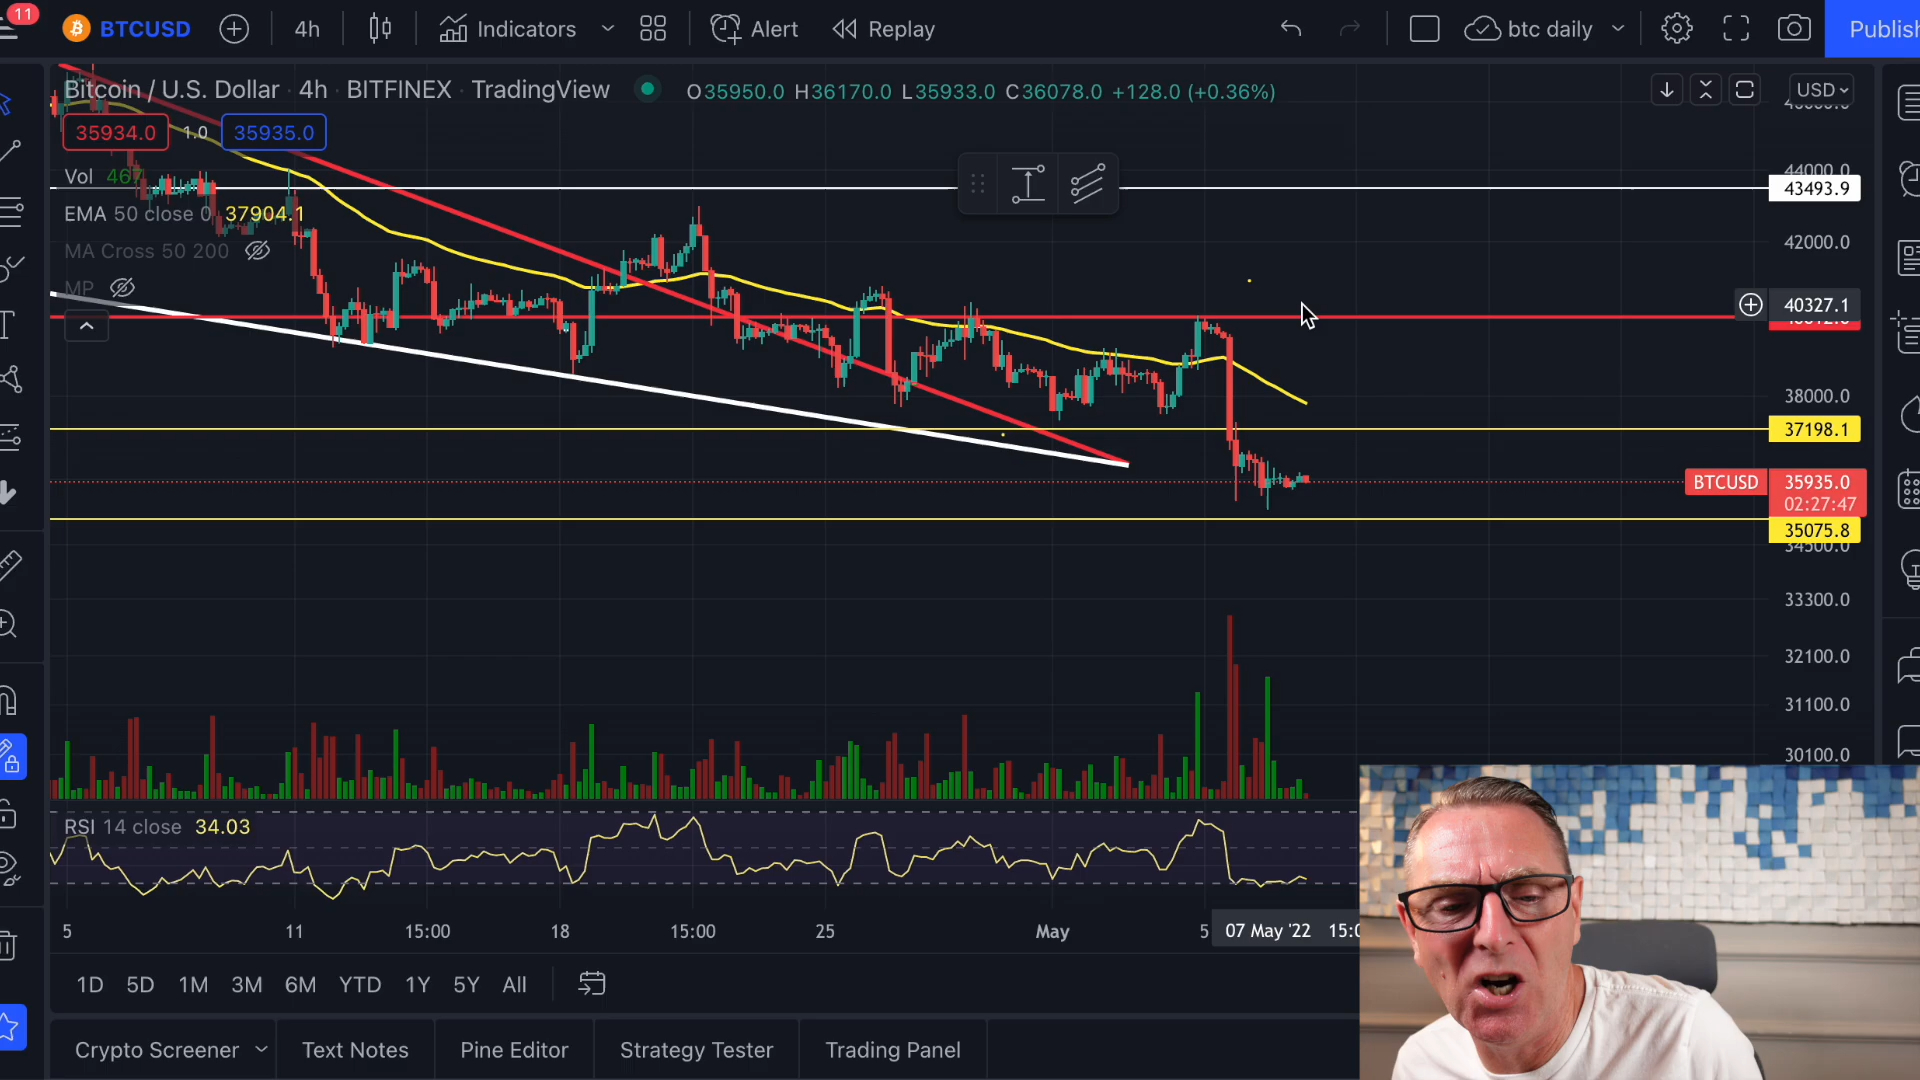 11
BTCUSD 4h Indicators Alert Replay btc daily Publish
Bitcoin / U.S. Dollar · 4h · BITFINEX · TradingView O35950.0 H36170.0 L35933.0 C36078.0 +128.0 (+0.36%) USD
35934.0 1.0 35935.0
Vol 467
44000.0
43493.9
EMA 50 close 0 37904.1
MA Cross 50 200
42000.0
MP
40327.1
38000.0
37198.1
BTCUSD 35935.0
02:27:47
35075.8
34500.0
33300.0
32100.0
31100.0
30100.0
RSI 14 close 34.03
5 11 15:00 18 15:00 25 May 5 07 May '22
1D 5D 1M 3M 6M YTD 1Y 5Y All
Crypto Screener Text Notes Pine Editor Strategy Tester Trading Panel